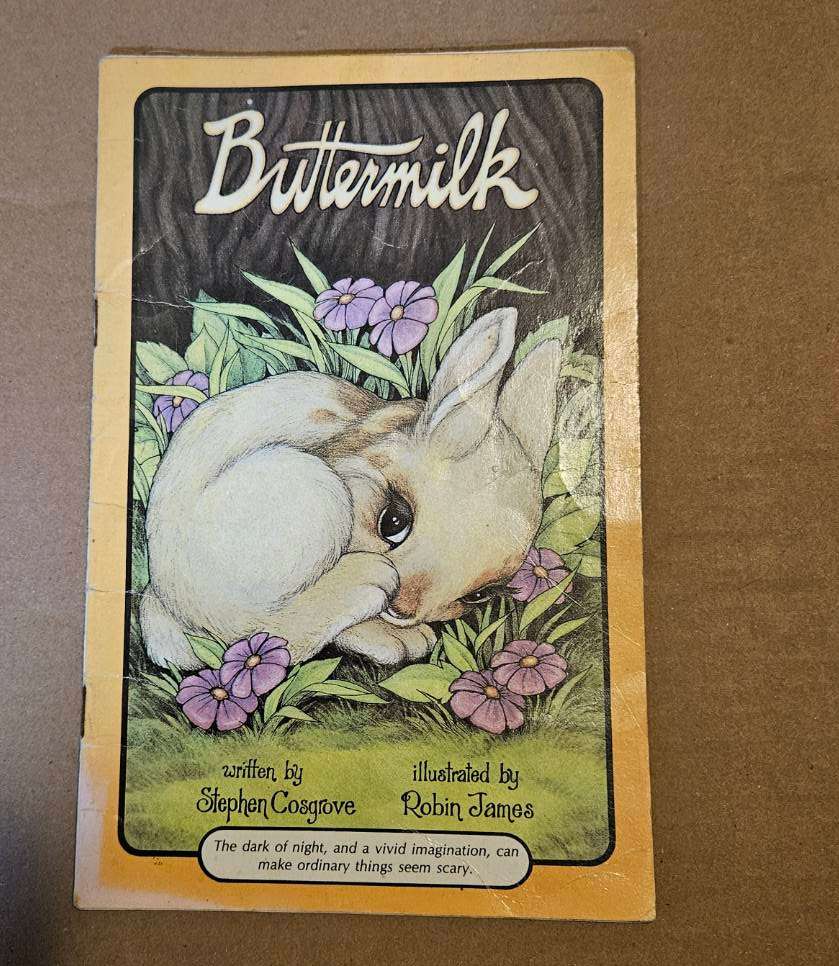 Buttermilk
written by
Stephen Cosgrove
illustrated by
Robin James
The dark of night, and a vivid imagination, can
make ordinary things seem scary.